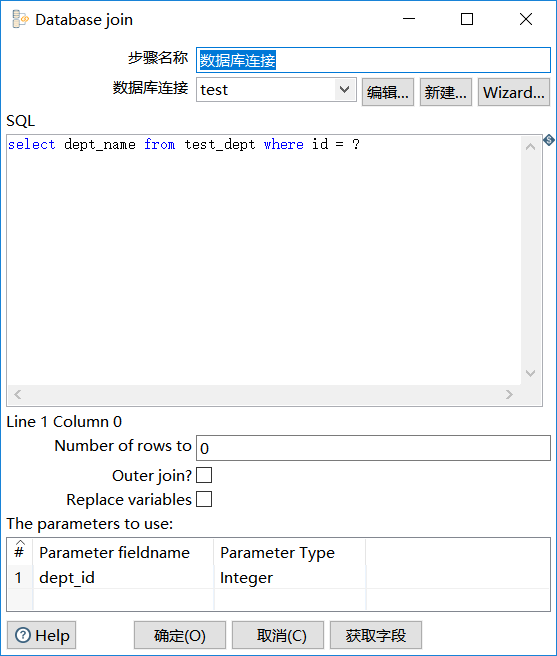 Database join
步骤名称 数据库连接
数据库连接 test 编辑... 新建... Wizard...
SQL
select dept_name from test_dept where id = ?
Line 1 Column 0
Number of rows to 0
Outer join?
Replace variables
The parameters to use:
# Parameter fieldname Parameter Type
1 dept_id Integer
Help 确定(O) 取消(C) 获取字段